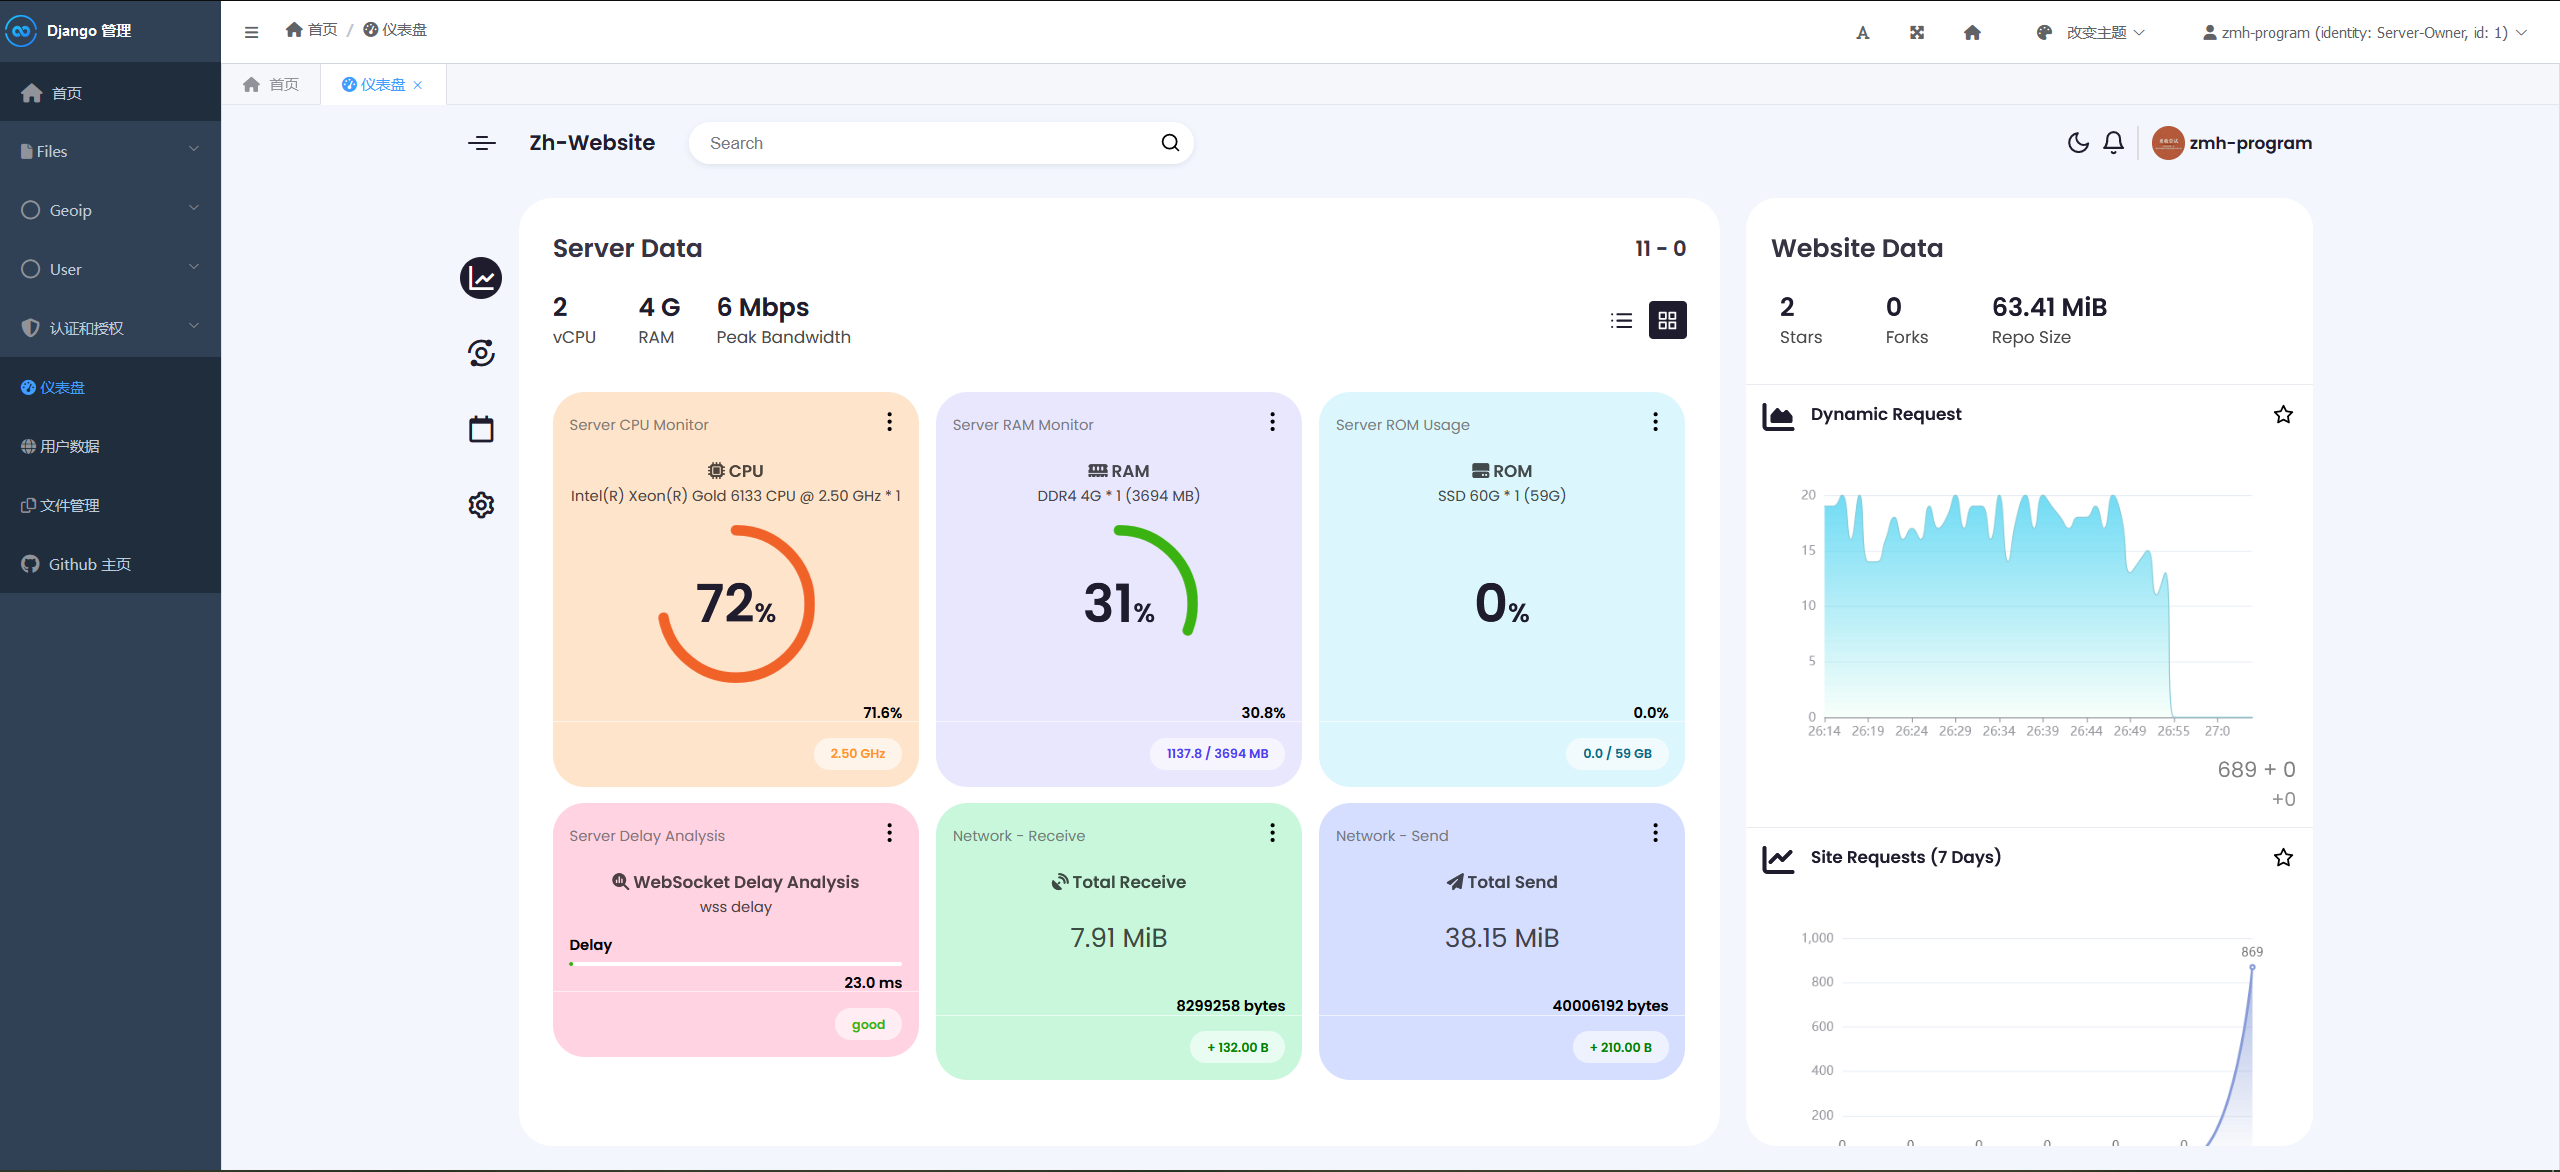 Django 管理
首页 / 仪表盘
A
改变主题
zmh-program (identity: Server-Owner, id: 1)
首页
仪表盘
首页
Files
Geoip
User
认证和授权
仪表盘
用户数据
文件管理
Github 主页
Zh-Website
Search
zmh-program
Server Data
11 - 0
2
vCPU
4 G
RAM
6 Mbps
Peak Bandwidth
Server CPU Monitor
CPU
Intel(R) Xeon(R) Gold 6133 CPU @ 2.50 GHz * 1
72%
71.6%
2.50 GHz
Server RAM Monitor
RAM
DDR4 4G * 1 (3694 MB)
31%
30.8%
1137.8 / 3694 MB
Server ROM Usage
ROM
SSD 60G * 1 (59G)
0%
0.0%
0.0 / 59 GB
Server Delay Analysis
WebSocket Delay Analysis
wss delay
Delay
23.0 ms
good
Network - Receive
Total Receive
7.91 MiB
8299258 bytes
+ 132.00 B
Network - Send
Total Send
38.15 MiB
40006192 bytes
+ 210.00 B
Website Data
2
Stars
0
Forks
63.41 MiB
Repo Size
Dynamic Request
20
15
10
5
0
26:14 26:19 26:24 26:29 26:34 26:39 26:44 26:49 26:55 27:0
689 + 0
+0
Site Requests (7 Days)
1,000
869
800
600
400
200
0 0 0 0 0 0